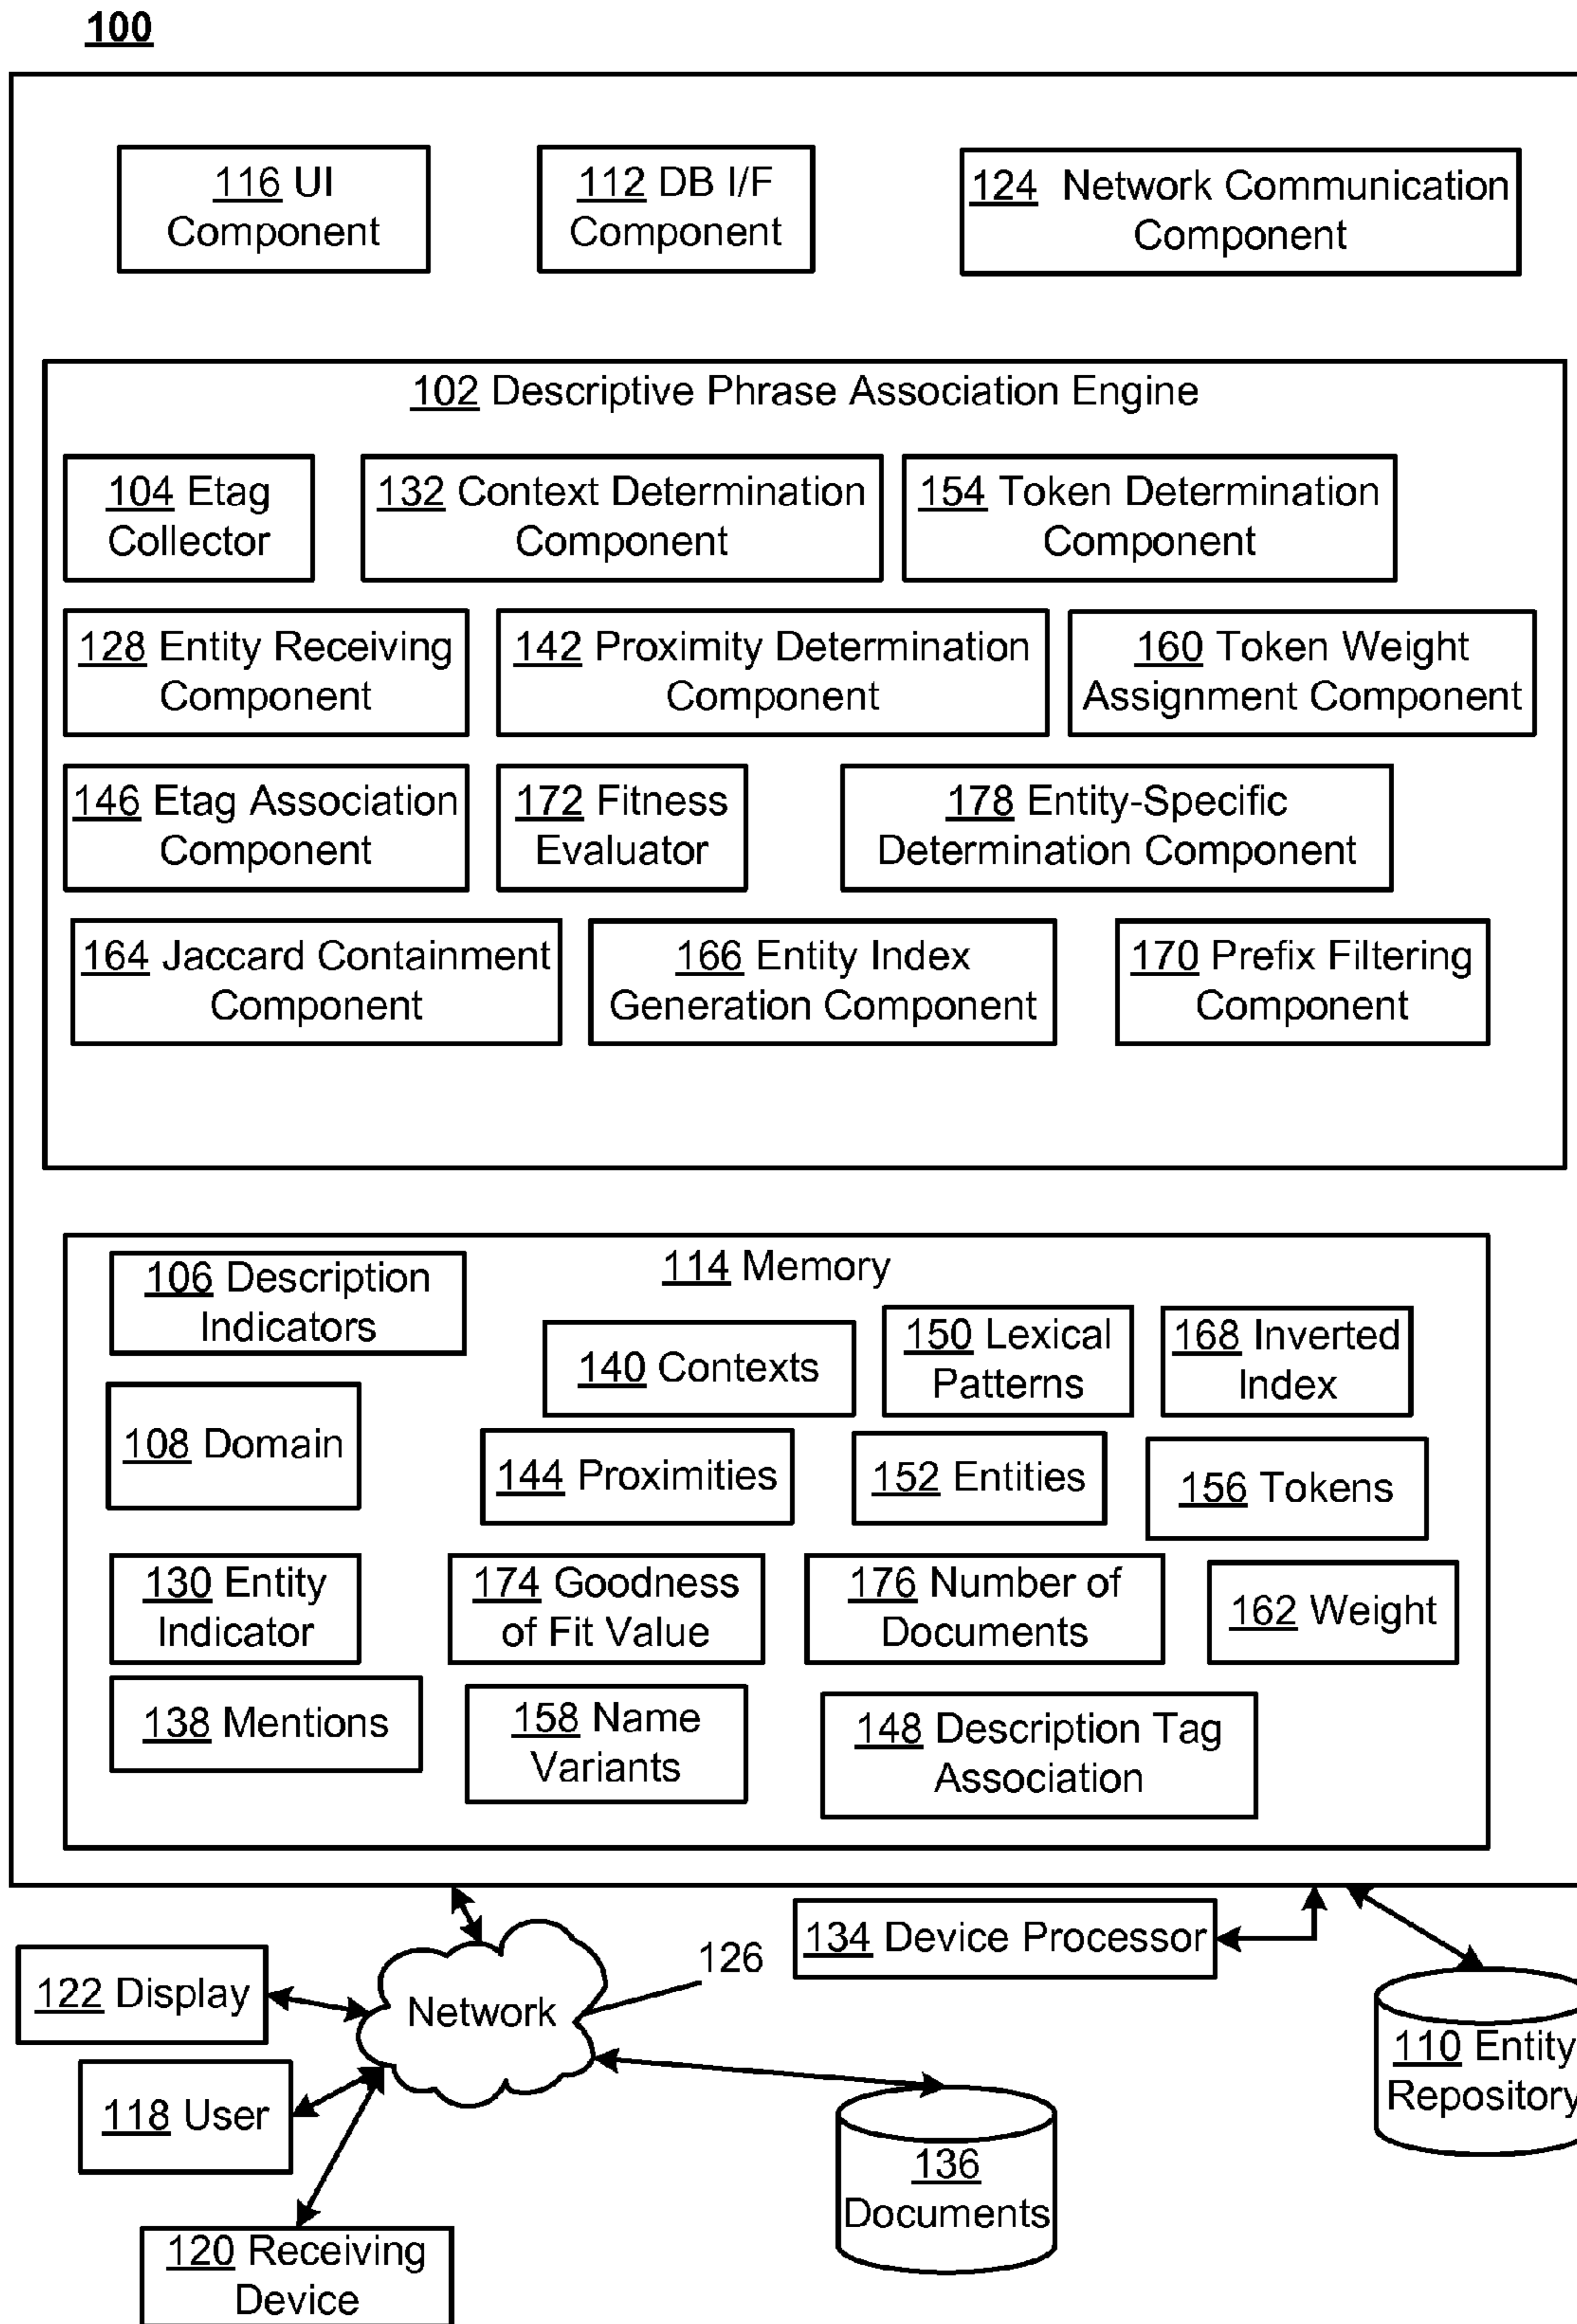 100
116 UI
Component
112 DB I/F
Component
124 Network Communication
Component
102 Descriptive Phrase Association Engine
104 Etag
Collector
132 Context Determination
Component
154 Token Determination
Component
128 Entity Receiving
Component
142 Proximity Determination
Component
160 Token Weight
Assignment Component
146 Etag Association
Component
172 Fitness
Evaluator
178 Entity-Specific
Determination Component
164 Jaccard Containment
Component
166 Entity Index
Generation Component
170 Prefix Filtering
Component
114 Memory
106 Description
Indicators
140 Contexts
150 Lexical
Patterns
168 Inverted
Index
108 Domain
144 Proximities
152 Entities
156 Tokens
130 Entity
Indicator
174 Goodness
of Fit Value
176 Number of
Documents
162 Weight
138 Mentions
158 Name
Variants
148 Description Tag
Association
134 Device Processor
126
122 Display
Network
110 Entity
Repository
118 User
136
Documents
120 Receiving
Device